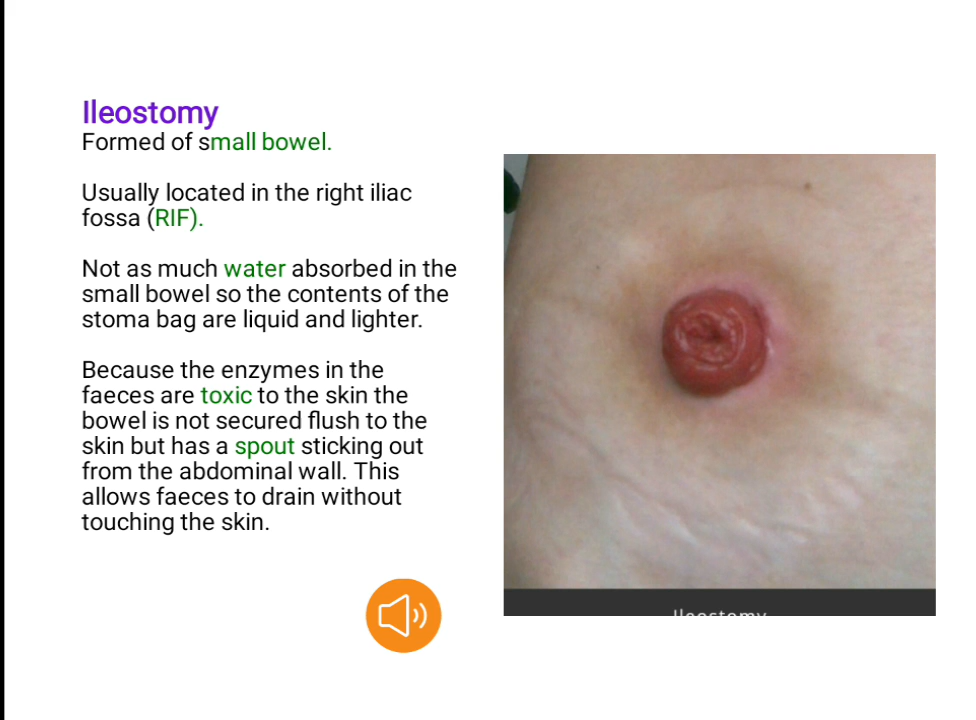 Ileostomy
Formed of small bowel.
Usually located in the right iliac
fossa (RIF).
Not as much water absorbed in the
small bowel so the contents of the
stoma bag are liquid and lighter.
Because the enzymes in the
faeces are toxic to the skin the
bowel is not secured flush to the
skin but has a spout sticking out
from the abdominal wall. This
allows faeces to drain without
touching the skin.
Ileostomy